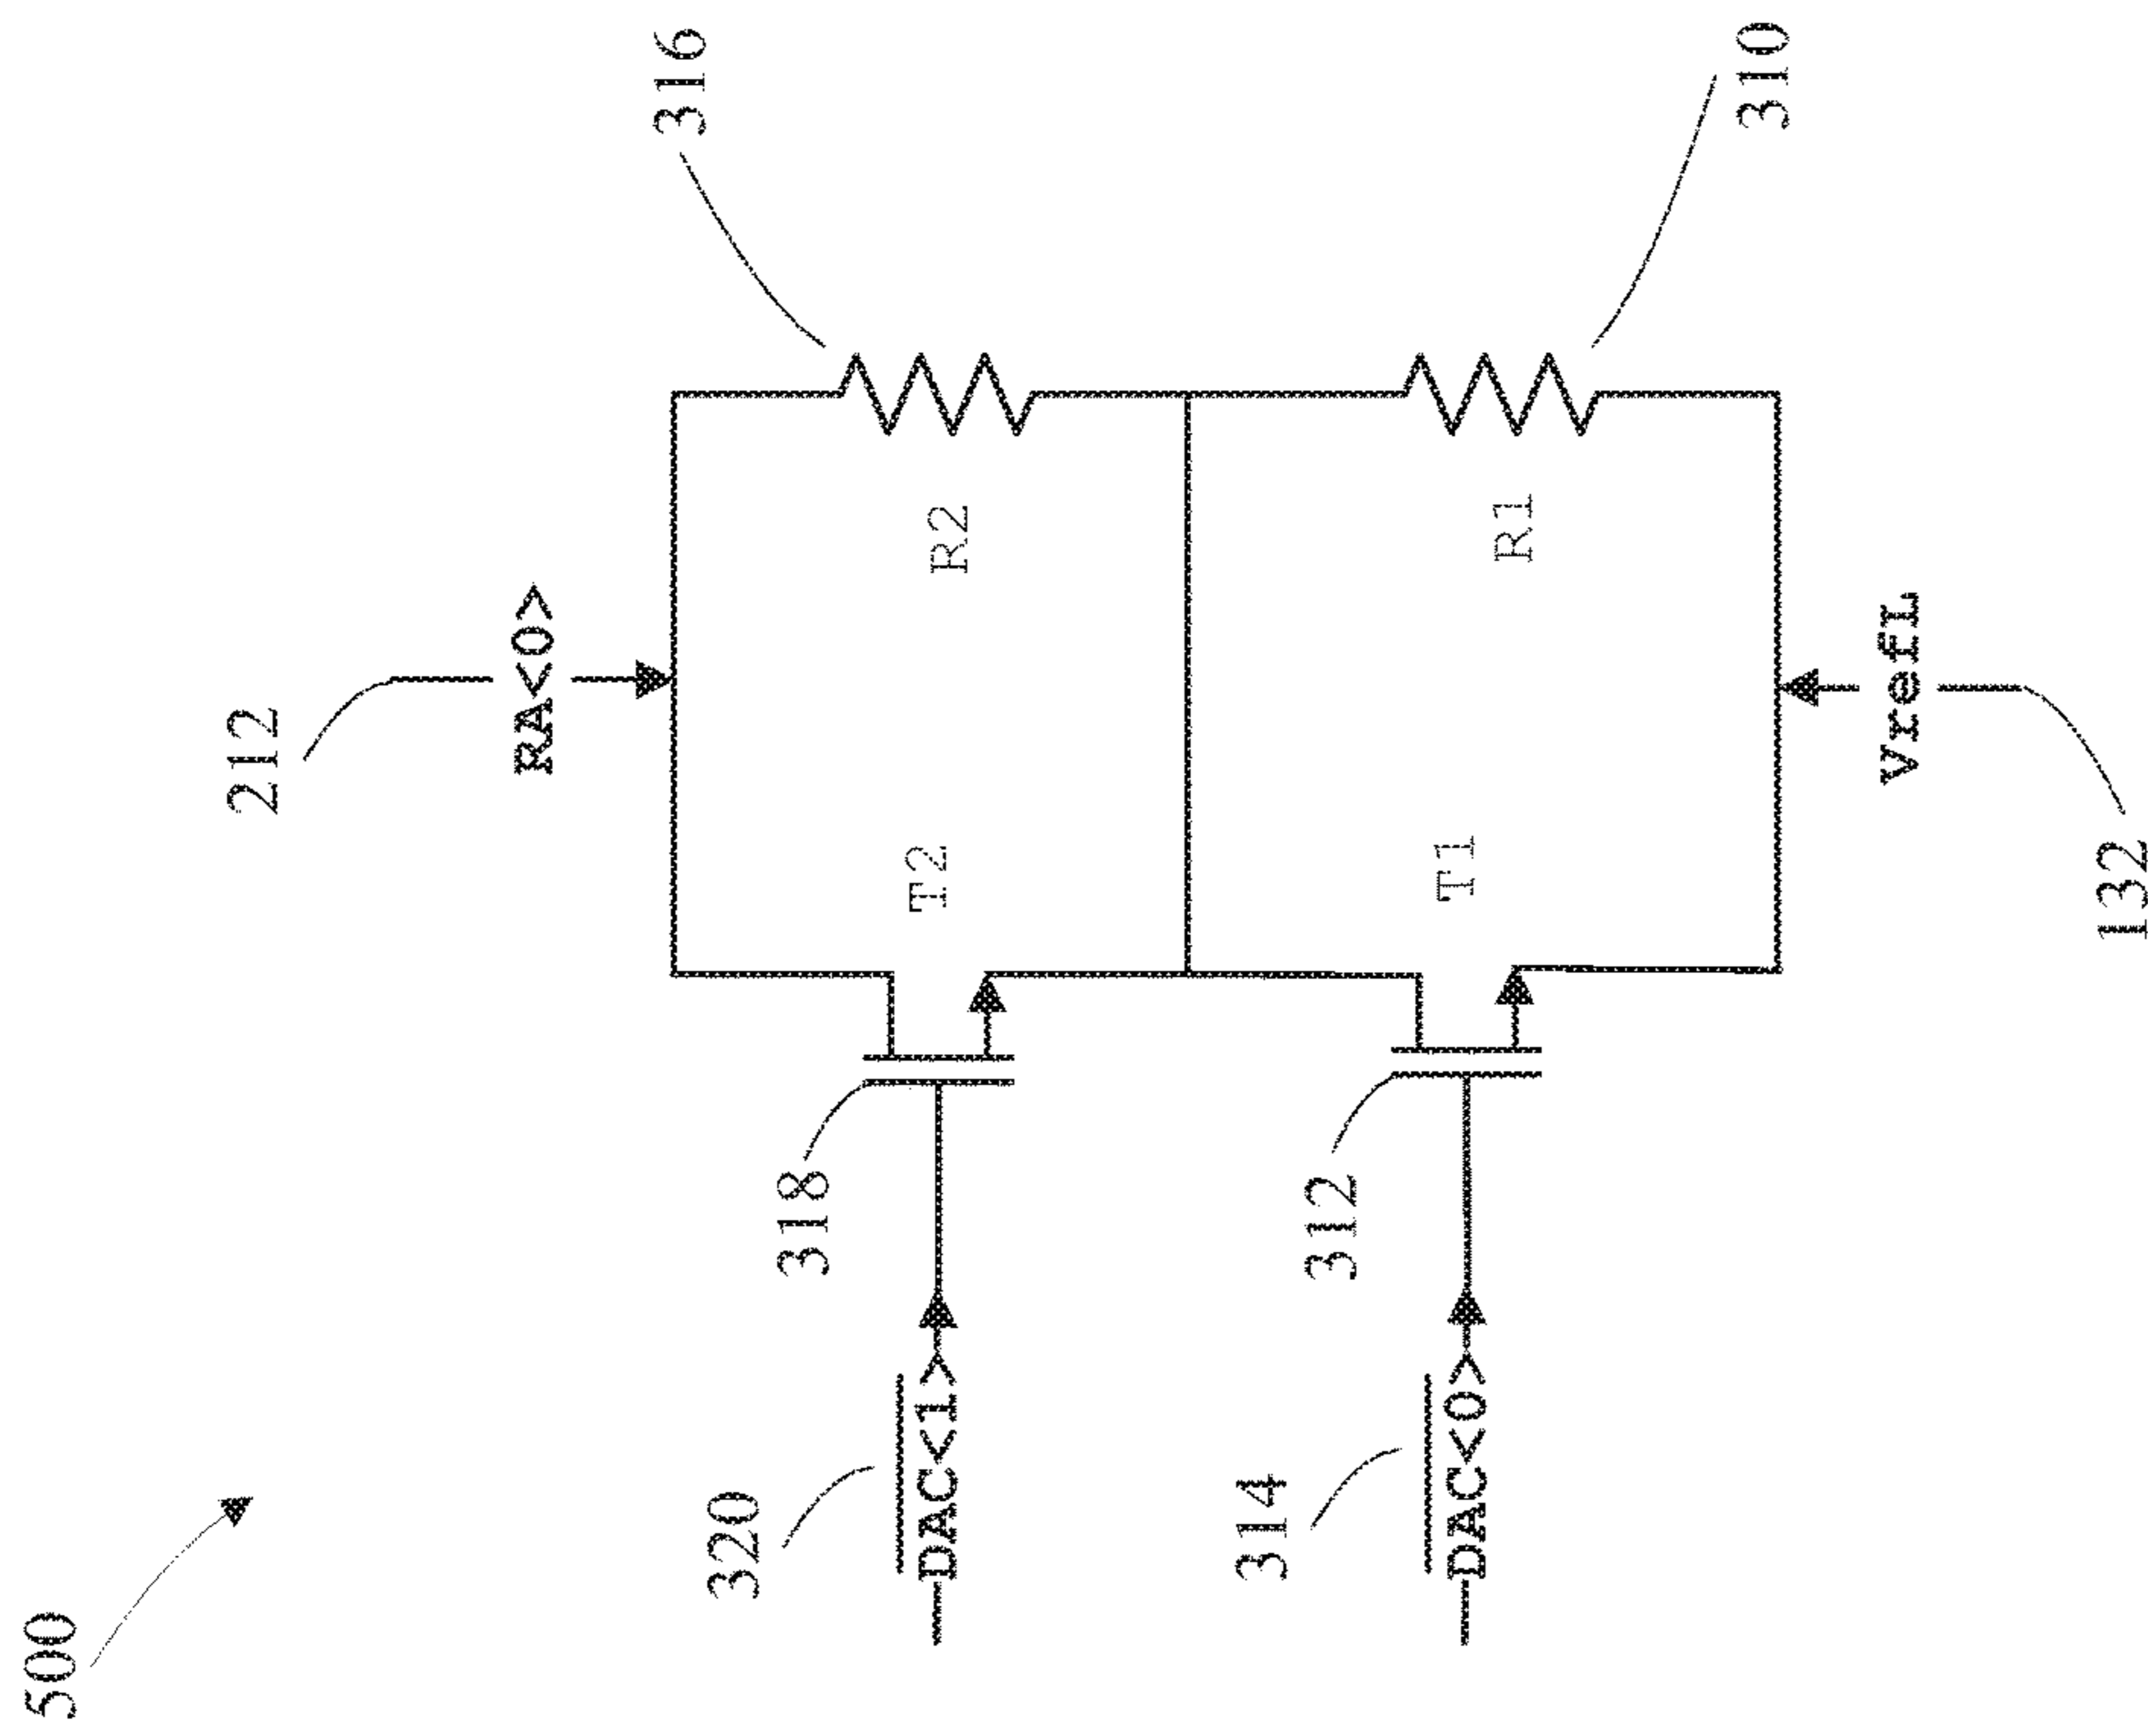 500
212
RA<0>
316
R2
T2
318
320
DAC<1>
310
R1
T1
312
314
DAC<0>
VrefL
132